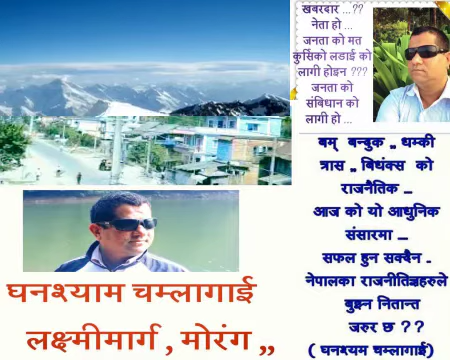 खबरदार ...??
नेता हो ...
जनता को मत
कुर्सिको लडाई को
लागी होइन ???
जनता को
संबिधान को
लागी हो ...
बम् बन्बुक ,, धम्की
त्रास ,, बिधंक्स को
राजनैतिक ...
आज को यो आधुनिक
संसारमा ...
सफल हुन सक्दैन -
नेपालका राजनीतिज्ञहरुले
बुझ्न नितान्त
जरुर छ ??
( घनश्यम चम्लागाई)
घनश्याम चम्लागाई
लक्ष्मीमार्ग , मोरंग ,,